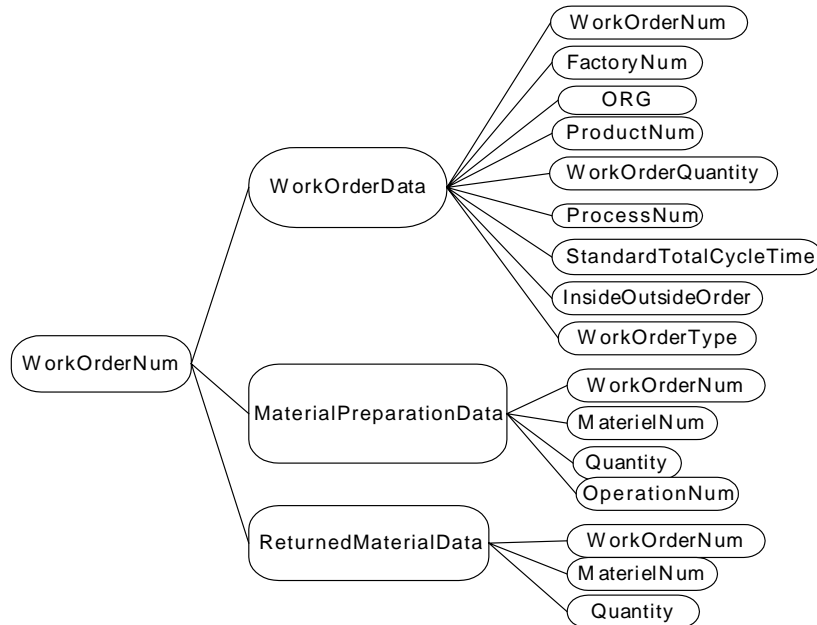 WorkOrderNum
WorkOrderData
WorkOrderNum
FactoryNum
ORG
ProductNum
WorkOrderQuantity
ProcessNum
StandardTotalCycleTime
InsideOutsideOrder
WorkOrderType
MaterialPreparationData
WorkOrderNum
MaterielNum
Quantity
OperationNum
ReturnedMaterialData
WorkOrderNum
MaterielNum
Quantity